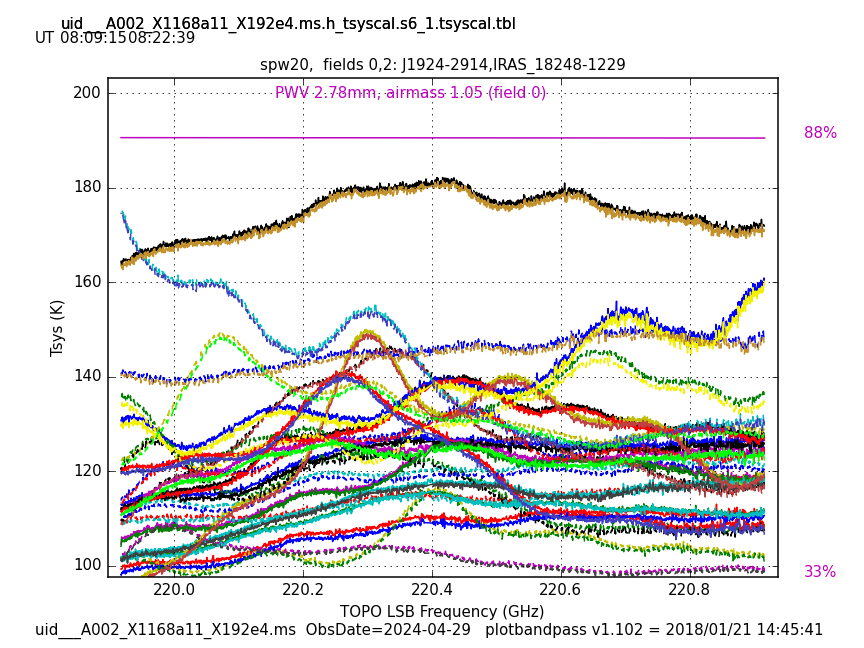 uid___A002_X1168a11_X192e4.ms.h_tsyscal.s6_1.tsyscal.tbl
UT 08:09:15 08:22:39
spw20,  fields 0,2: J1924-2914,IRAS_18248-1229
PWV 2.78mm, airmass 1.05 (field 0)
88%
33%
Tsys (K)
200
180
160
140
120
100
220.0 220.2 220.4 220.6 220.8
TOPO LSB Frequency (GHz)
uid___A002_X1168a11_X192e4.ms  ObsDate=2024-04-29   plotbandpass v1.102 = 2018/01/21 14:45:41